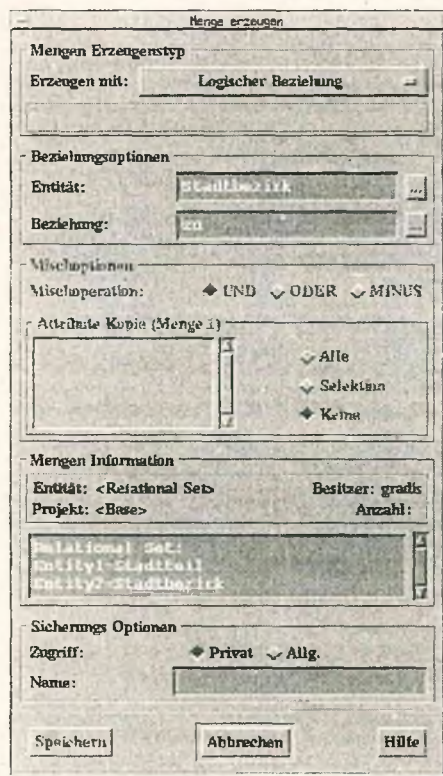 Menge erzeugen
Mengen Erzeugenstyp
Erzeugen mit: Logischer Beziehung
Beziehungsoptionen
Entität: Stadtbezirk ...
Beziehung: zu ...
Mischoptionen
Mischoperation: UND ODER MINUS
Attribute Kopie (Menge 1)
Alle
Selektion
Keine
Mengen Information
Entität: <Relational Set> Besitzer: gradis
Projekt: <Base> Anzahl:
Relational Set:
Entity1=Stadtteil
Entity2=Stadtbezirk
Sicherungs Optionen
Zugriff: Privat Allg.
Name:
Speichern Abbrechen Hilfe